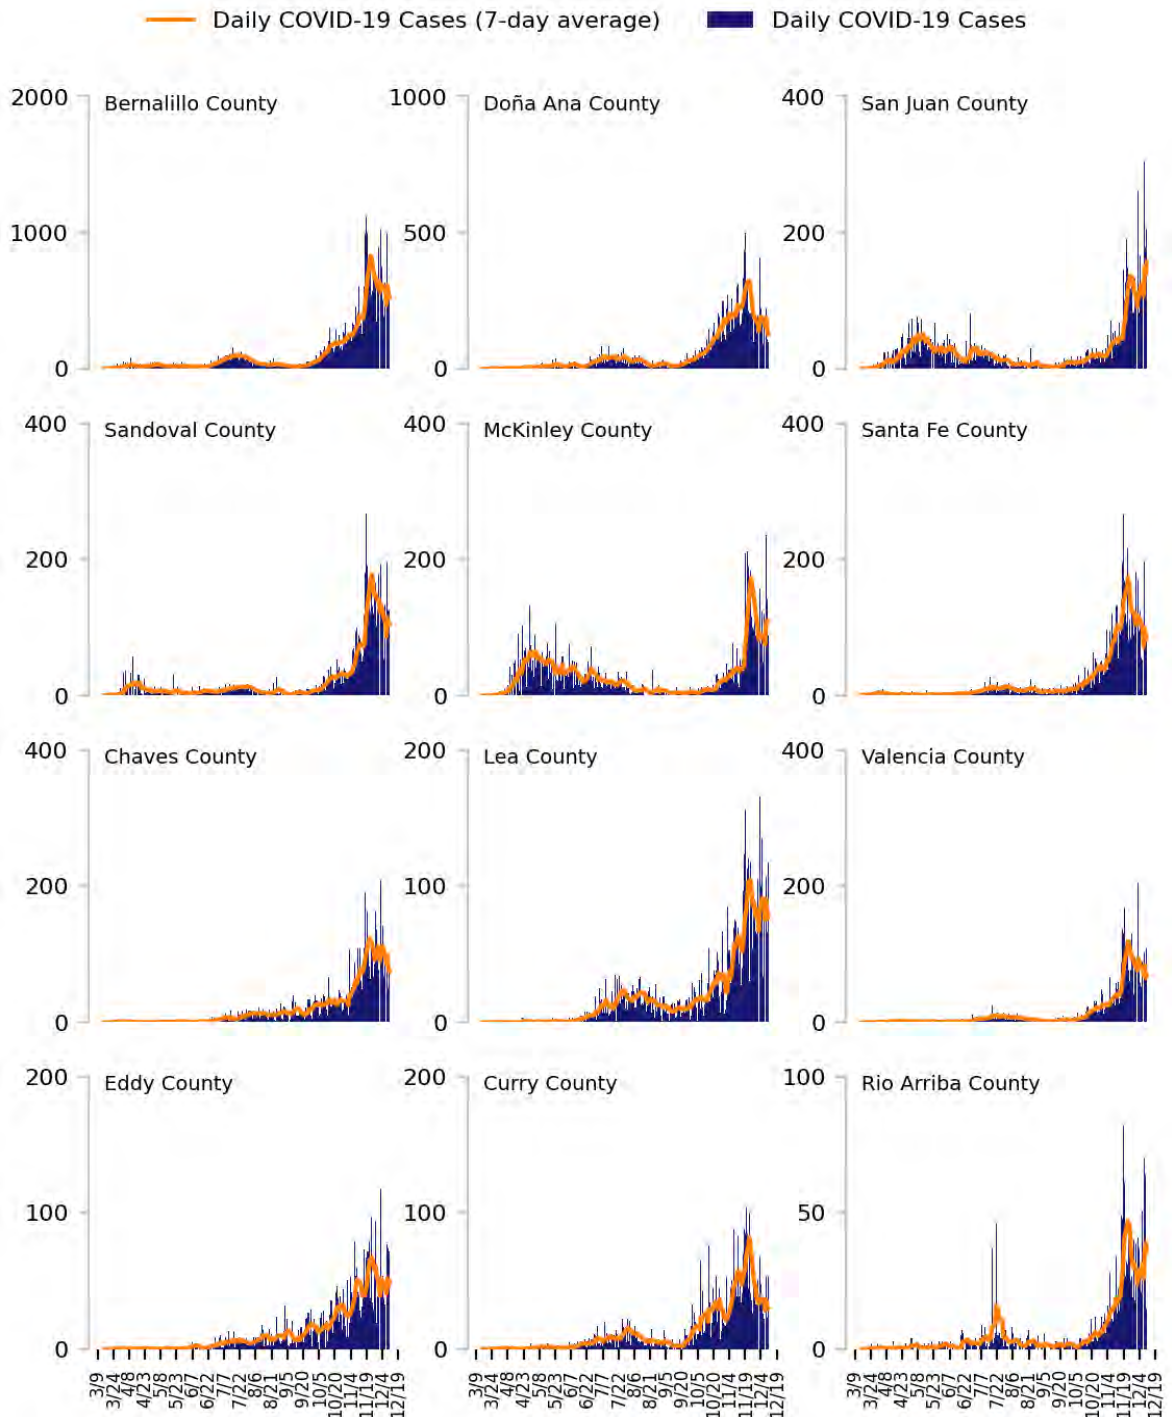 Daily COVID-19 Cases (7-day average) Daily COVID-19 Cases
2000 Bernalillo County 1000 Doña Ana County 400 San Juan County
1000 500 200
0 0 0
400 Sandoval County 400 McKinley County 400 Santa Fe County
200 200 200
0 0 0
400 Chaves County 200 Lea County 400 Valencia County
200 100 200
0 0 0
200 Eddy County 200 Curry County 100 Rio Arriba County
100 100 50
0 0 0
3/9 3/24 4/8 4/23 5/8 5/23 6/7 6/22 7/7 7/22 8/6 8/21 9/5 9/20 10/5 10/20 11/4 11/19 12/4 12/19 3/9 3/24 4/8 4/23 5/8 5/23 6/7 6/22 7/7 7/22 8/6 8/21 9/5 9/20 10/5 10/20 11/4 11/19 12/4 12/19 3/9 3/24 4/8 4/23 5/8 5/23 6/7 6/22 7/7 7/22 8/6 8/21 9/5 9/20 10/5 10/20 11/4 11/19 12/4 12/19